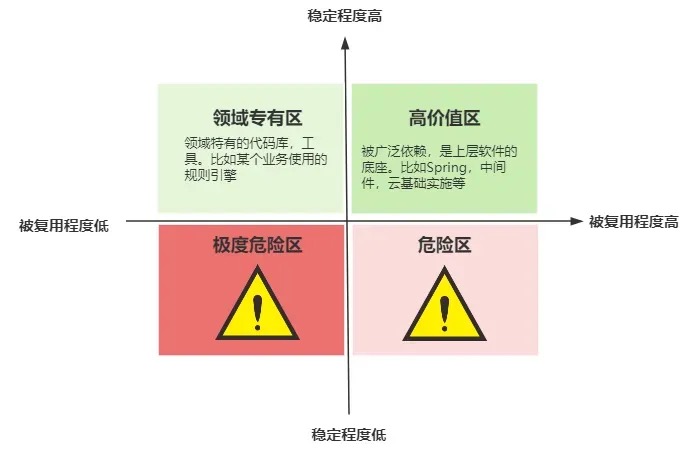 稳定程度高
领域专有区
领域特有的代码库，工
具。比如某个业务使用的
规则引擎
高价值区
被广泛依赖，是上层软件的
底座。比如Spring，中间
件，云基础实施等
被复用程度低
被复用程度高
极度危险区
危险区
稳定程度低